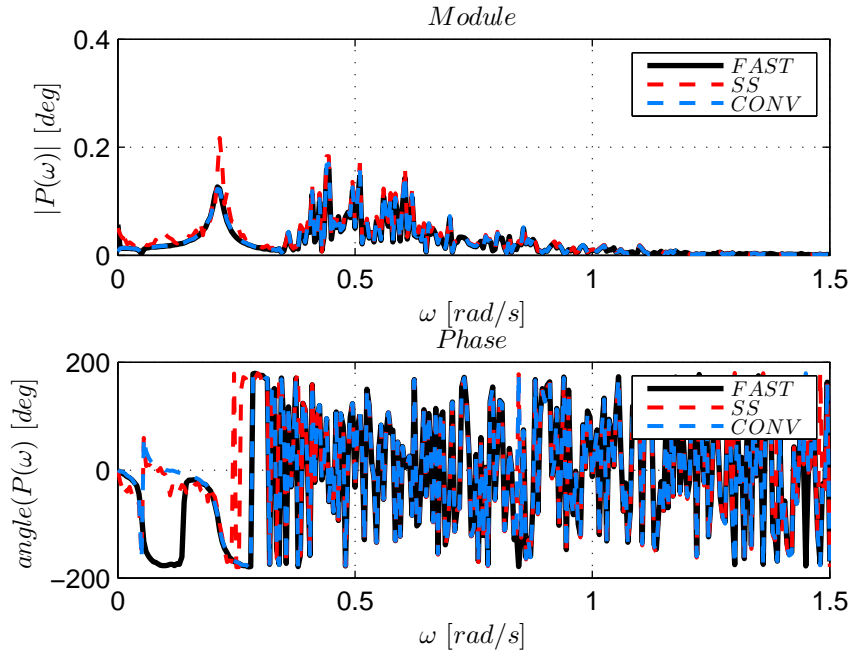 Module
|P(ω)| [deg]
0.4
0.2
0
FAST
SS
CONV
0 0.5 1 1.5
ω [rad/s]
Phase
angle(P(ω) [deg]
200
0
−200
FAST
SS
CONV
0 0.5 1 1.5
ω [rad/s]